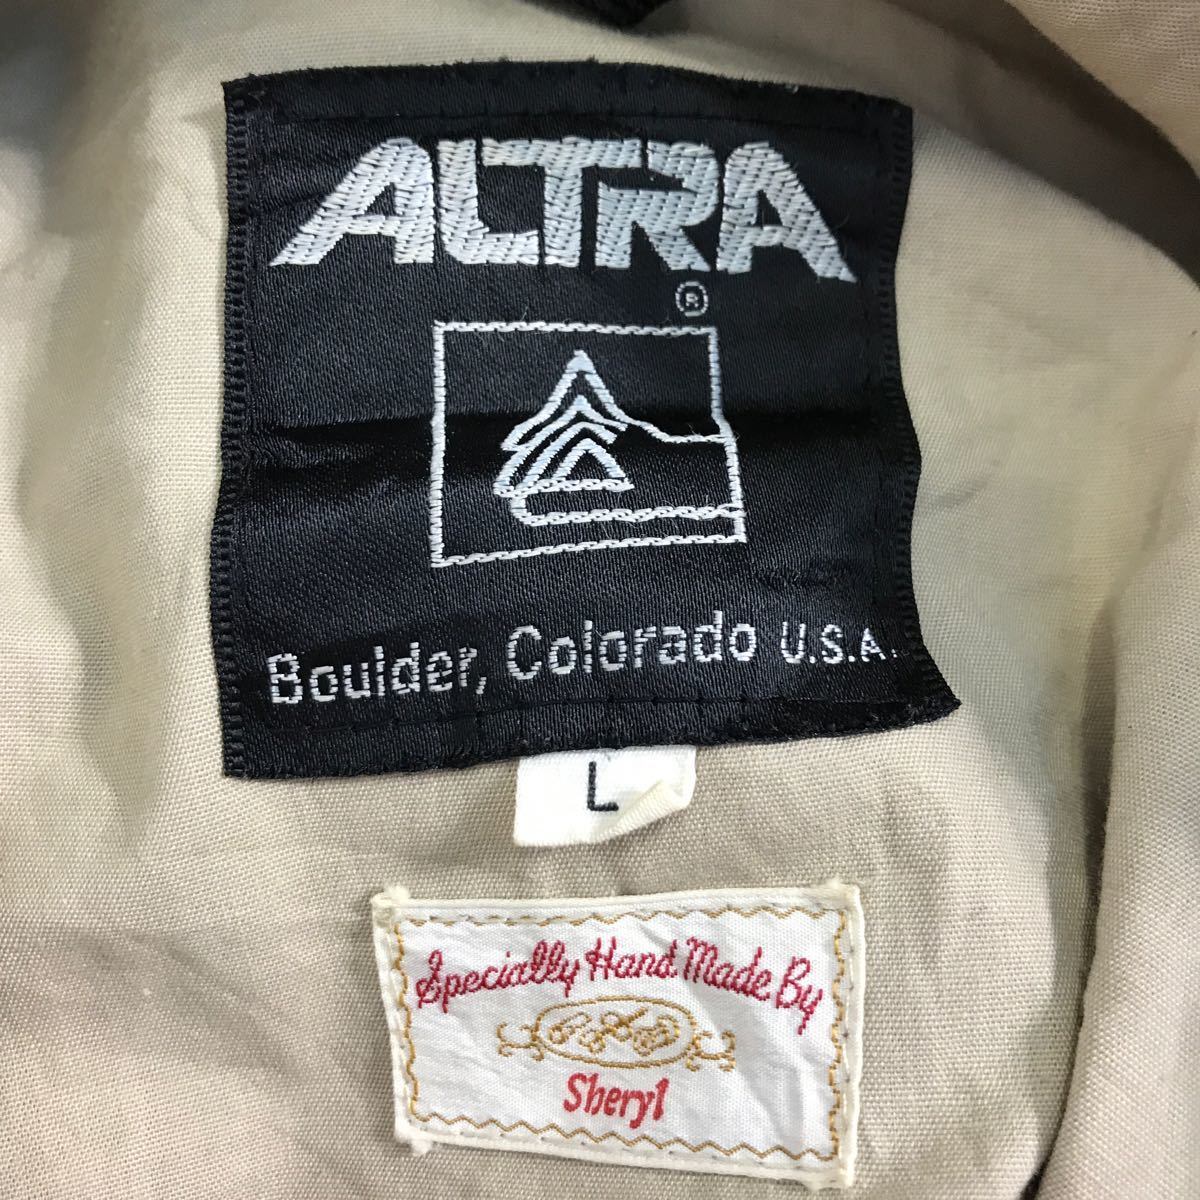 ALTRA
®
Boulder, Colorado U.S.A.
L
Specially Hand Made By
Sheryl